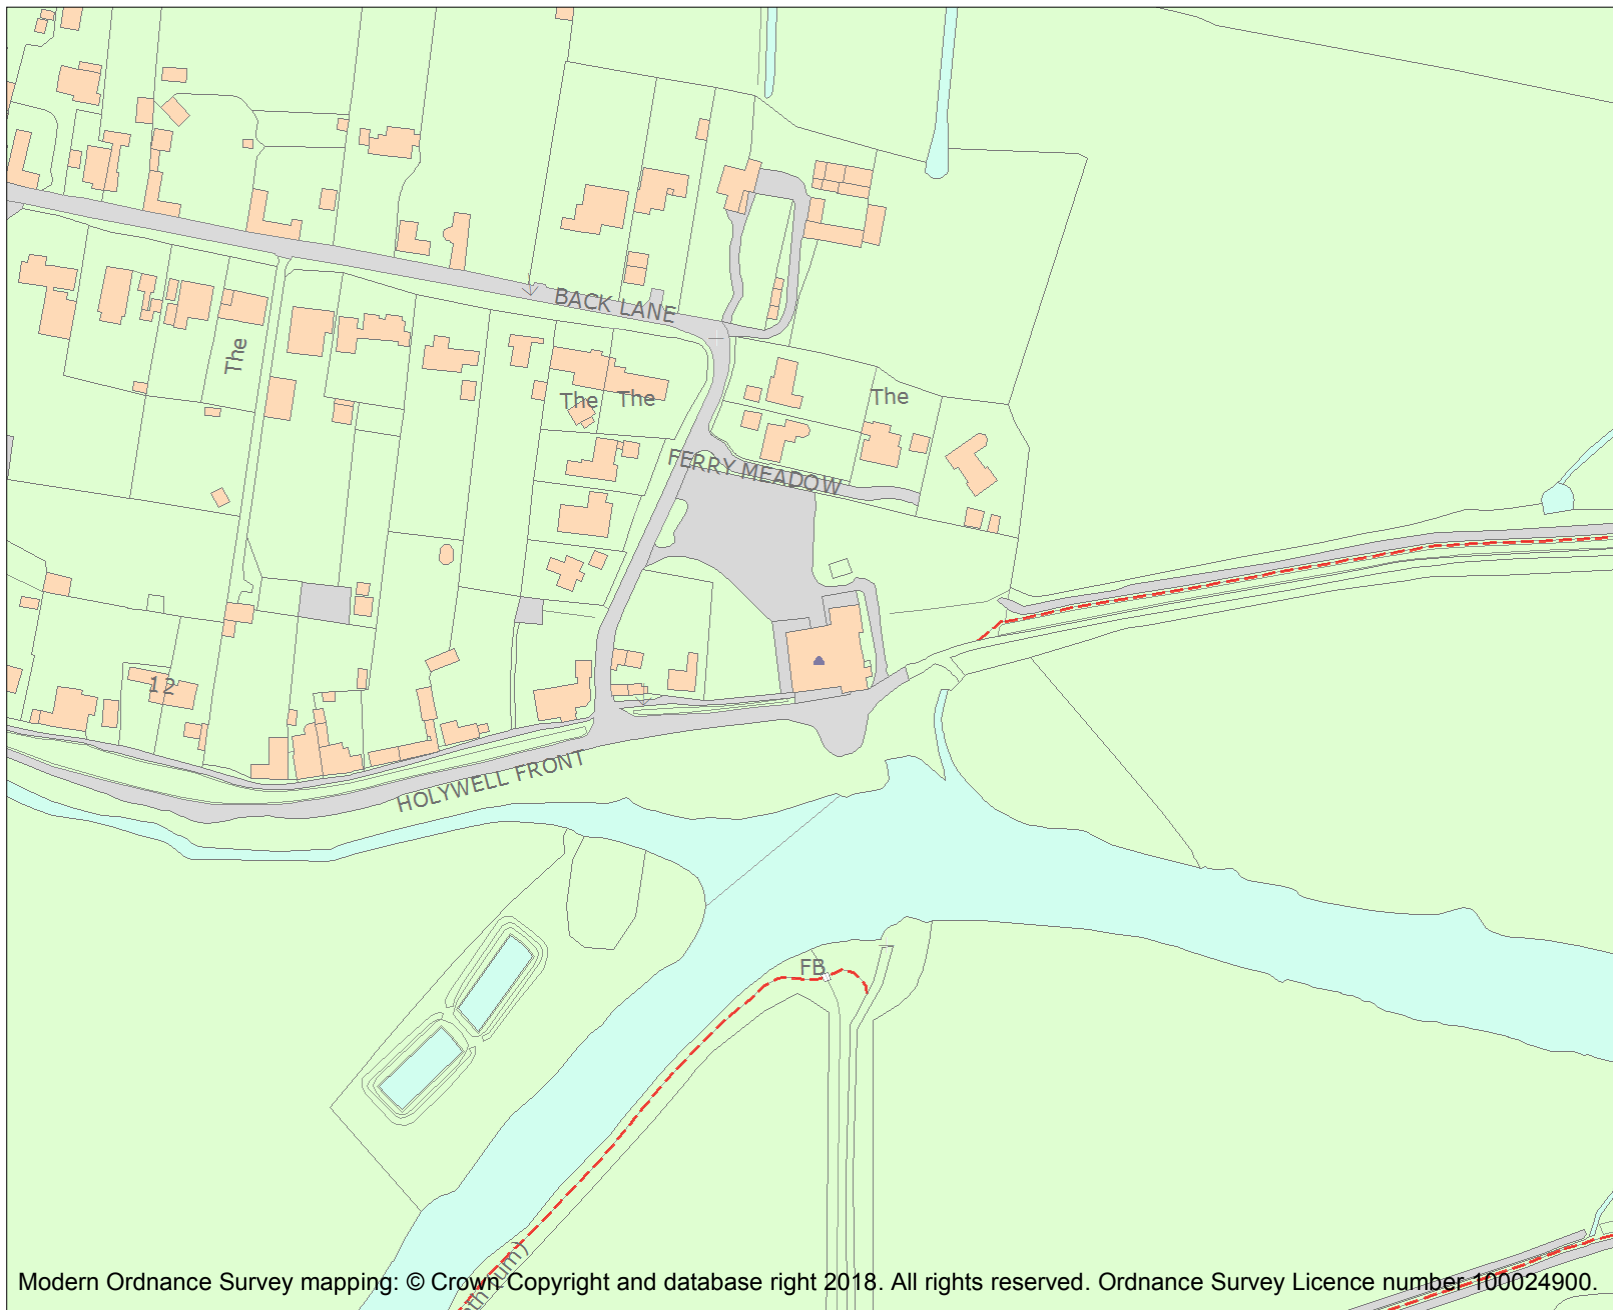 BACK LANE
The
The
The
The
FERRY MEADOW
12
HOLYWELL FRONT
FB
Modern Ordnance Survey mapping: © Crown Copyright and database right 2018. All rights reserved. Ordnance Survey Licence number 100024900.